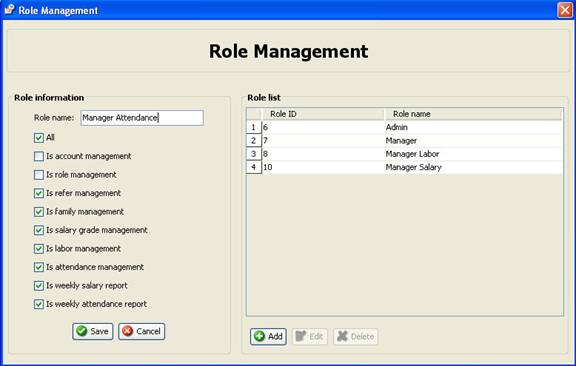 Role Management
Role Management
Role information
Role name: Manager Attendance
All
Is account management
Is role management
Is refer management
Is family management
Is salary grade management
Is labor management
Is attendance management
Is weekly salary report
Is weekly attendance report
Save Cancel
Role list
Role ID Role name
1 6 Admin
2 7 Manager
3 8 Manager Labor
4 10 Manager Salary
Add Edit Delete